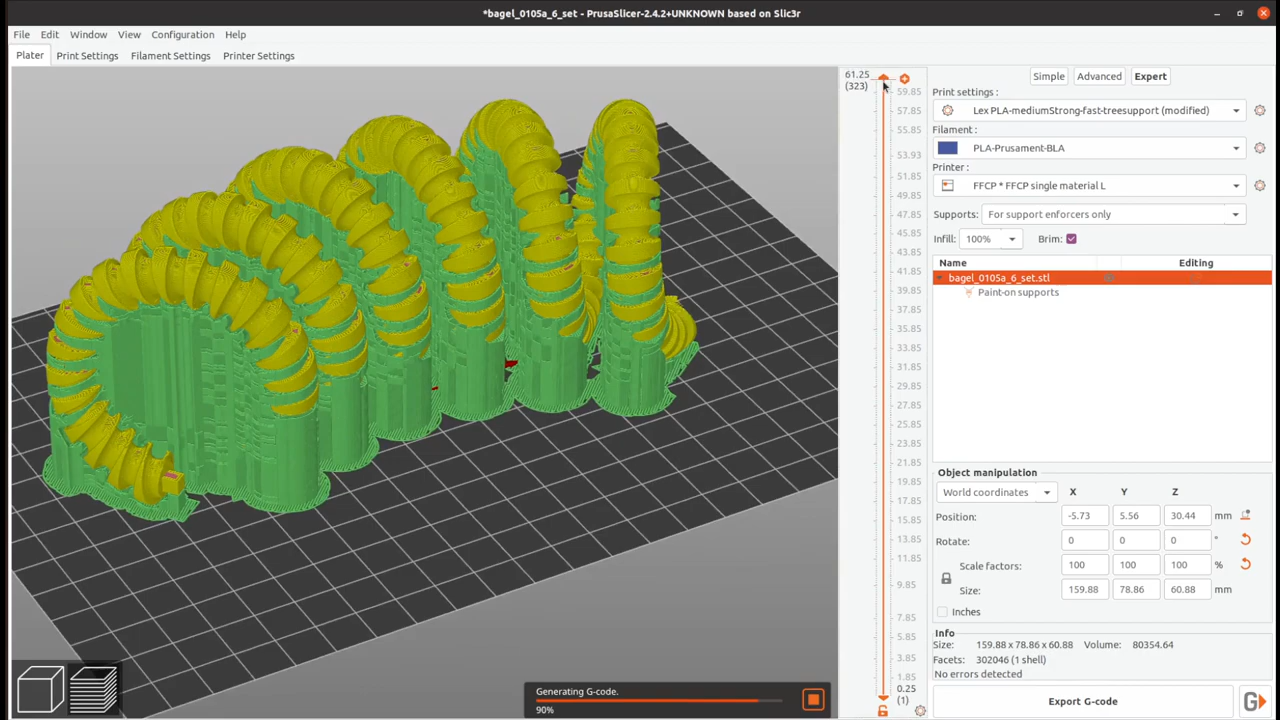 *bagel_0105a_6_set - PrusaSlicer-2.4.2+UNKNOWN based on Slic3r
File Edit Window View Configuration Help
Plater Print Settings Filament Settings Printer Settings
61.25
(323)
59.85
57.85
55.85
53.93
51.85
49.85
47.85
45.85
43.85
41.85
39.85
37.85
35.85
33.85
31.85
29.85
27.85
25.85
23.85
21.85
19.85
17.85
15.85
13.85
11.85
9.85
7.85
5.85
3.85
1.85
0.25
(1)
Simple Advanced Expert
Print settings :
Lex PLA-mediumStrong-fast-treesupport (modified)
Filament :
PLA-Prusament-BLA
Printer :
FFCP * FFCP single material L
Supports: For support enforcers only
Infill: 100% Brim:
Name Editing
bagel_0105a_6_set.stl
Paint-on supports
Object manipulation
World coordinates X Y Z
Position: -5.73 5.56 30.44 mm
Rotate: 0 0 0 °
Scale factors: 100 100 100 %
Size: 159.88 78.86 60.88 mm
Inches
Info
Size: 159.88 x 78.86 x 60.88 Volume: 80354.64
Facets: 302046 (1 shell)
No errors detected
Export G-code
G
Generating G-code.
90%